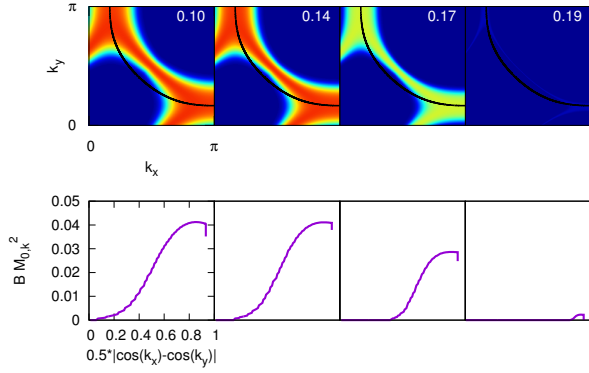 π 0.10 0.14 0.17 0.19
k_y
0
0 π
k_x
0.05
0.04
0.03
0.02
0.01
0
B M_{0,k}^2
0 0.2 0.4 0.6 0.8 1
0.5*|cos(k_x)-cos(k_y)|